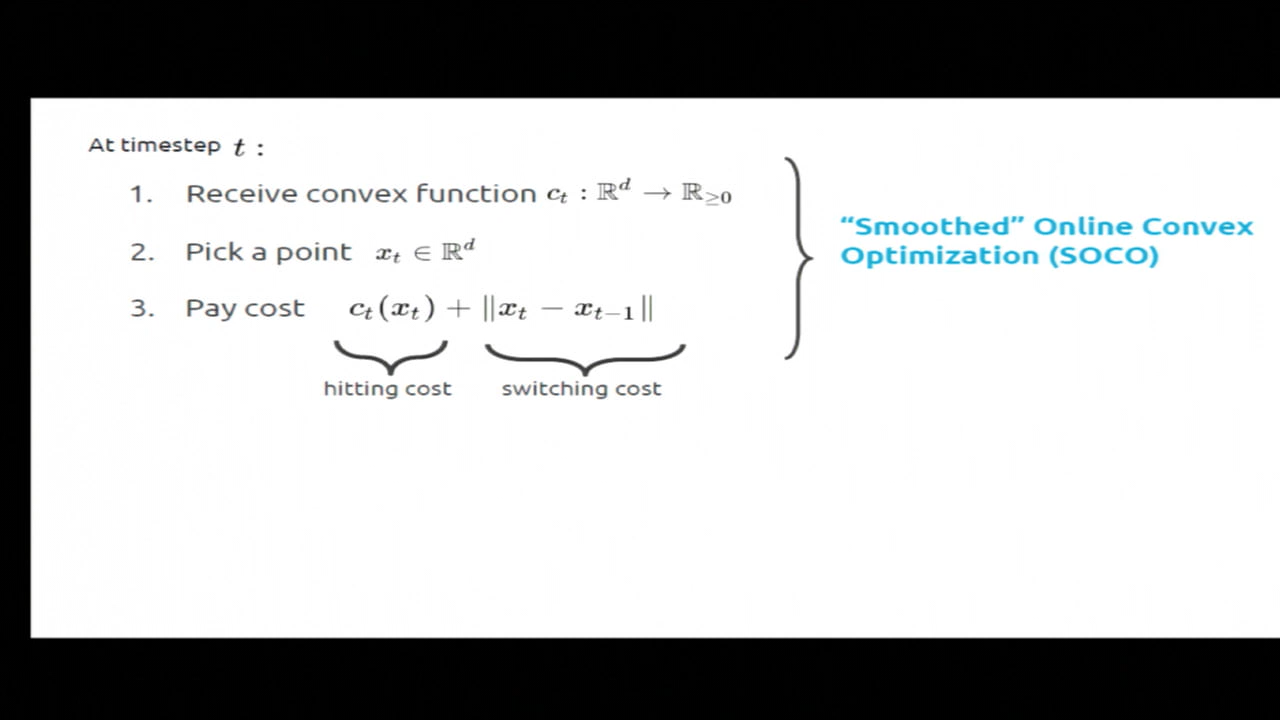 At timestep t :
1. Receive convex function c_t : ℝ^d → ℝ_≥0
2. Pick a point x_t ∈ ℝ^d
3. Pay cost c_t(x_t) + ||x_t − x_{t−1}||
hitting cost switching cost
“Smoothed” Online Convex
Optimization (SOCO)